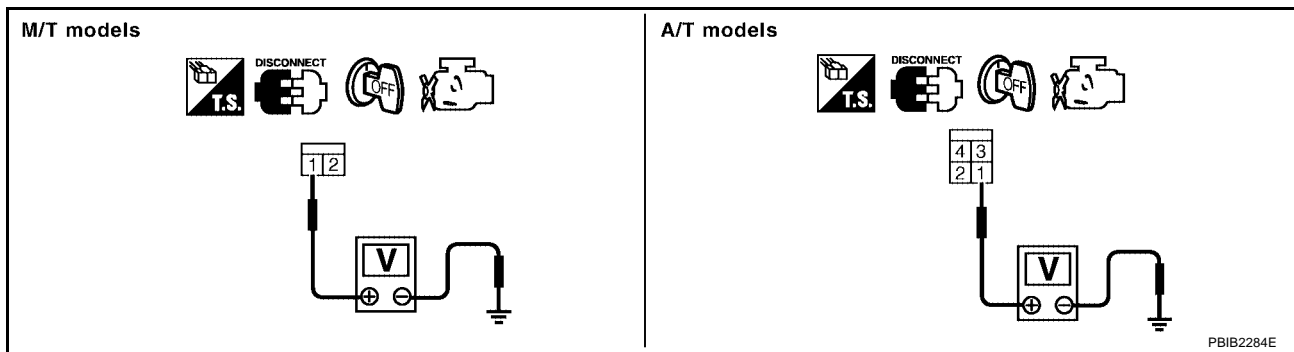 M/T models
T.S.
DISCONNECT
OFF
1 2
V
+ −
A/T models
T.S.
DISCONNECT
OFF
4 3
2 1
V
+ −
PBIB2284E